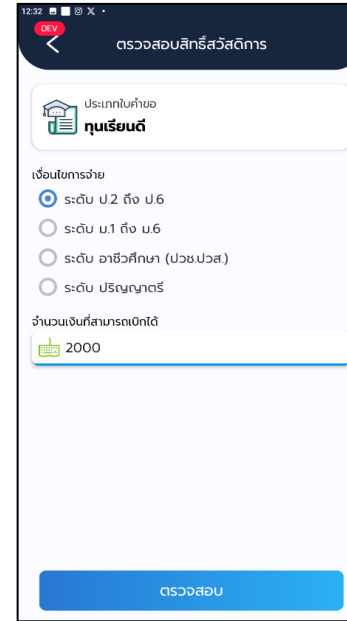 12:32
DEV
ตรวจสอบสิทธิ์สวัสดิการ
ประเภทใบคำขอ
ทุนเรียนดี
เงื่อนไขการจ่าย
ระดับ ป.2 ถึง ป.6
ระดับ ม.1 ถึง ม.6
ระดับ อาชีวศึกษา (ปวช.ปวส.)
ระดับ ปริญญาตรี
จำนวนเงินที่สามารถเบิกได้
2000
ตรวจสอบ